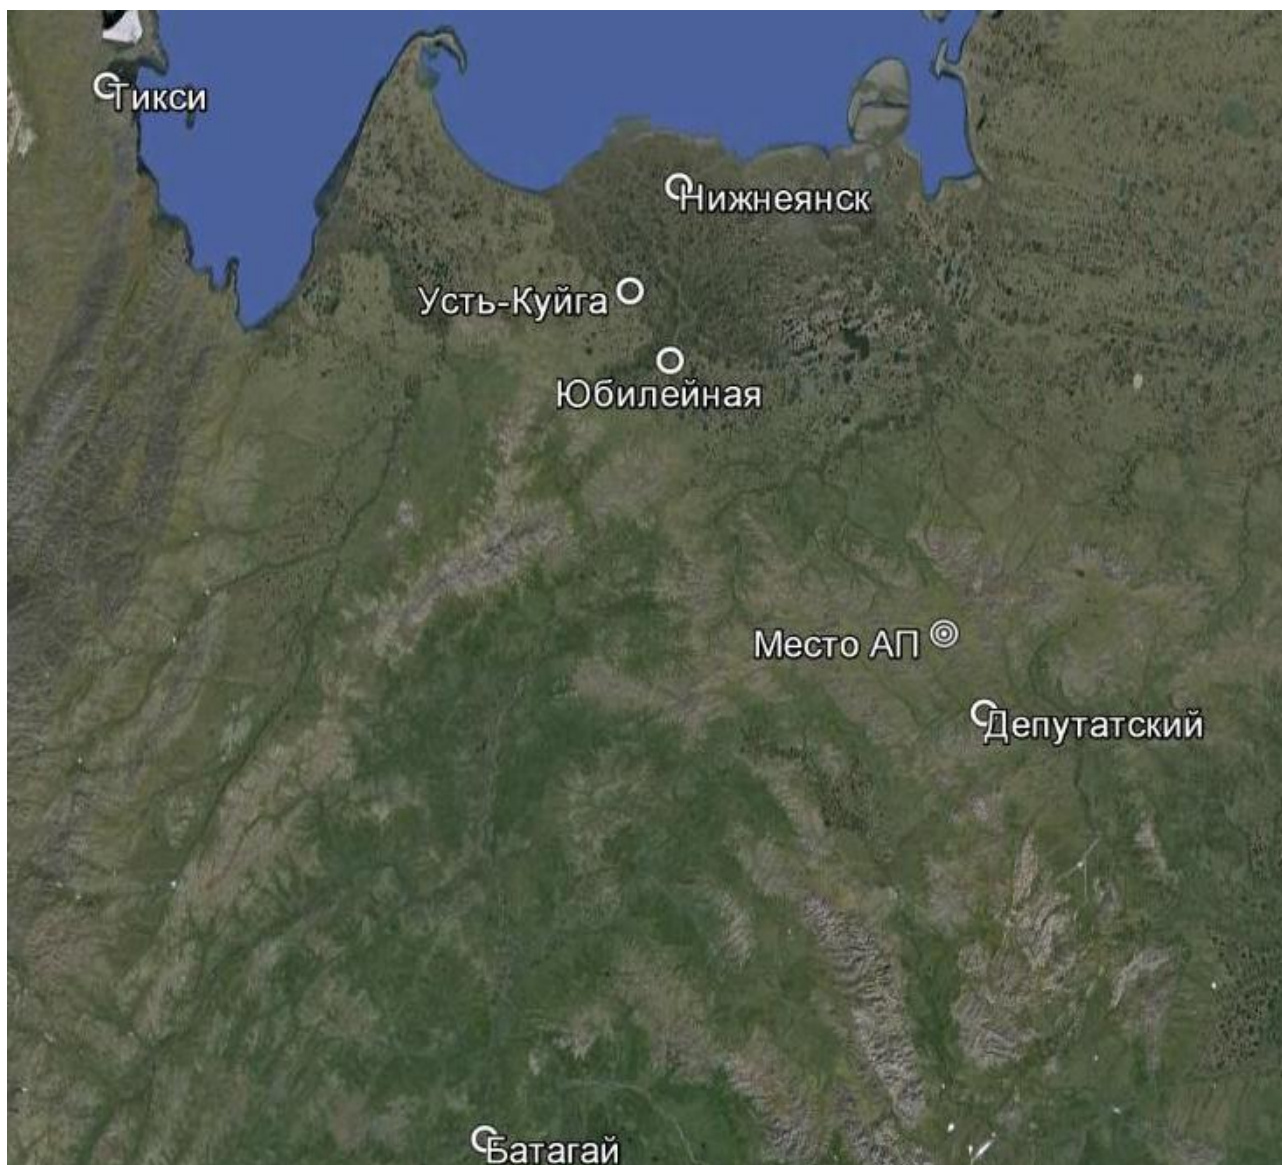 Тикси
Нижнеянск
Усть-Куйга
Юбилейная
Место АП
Депутатский
Батагай